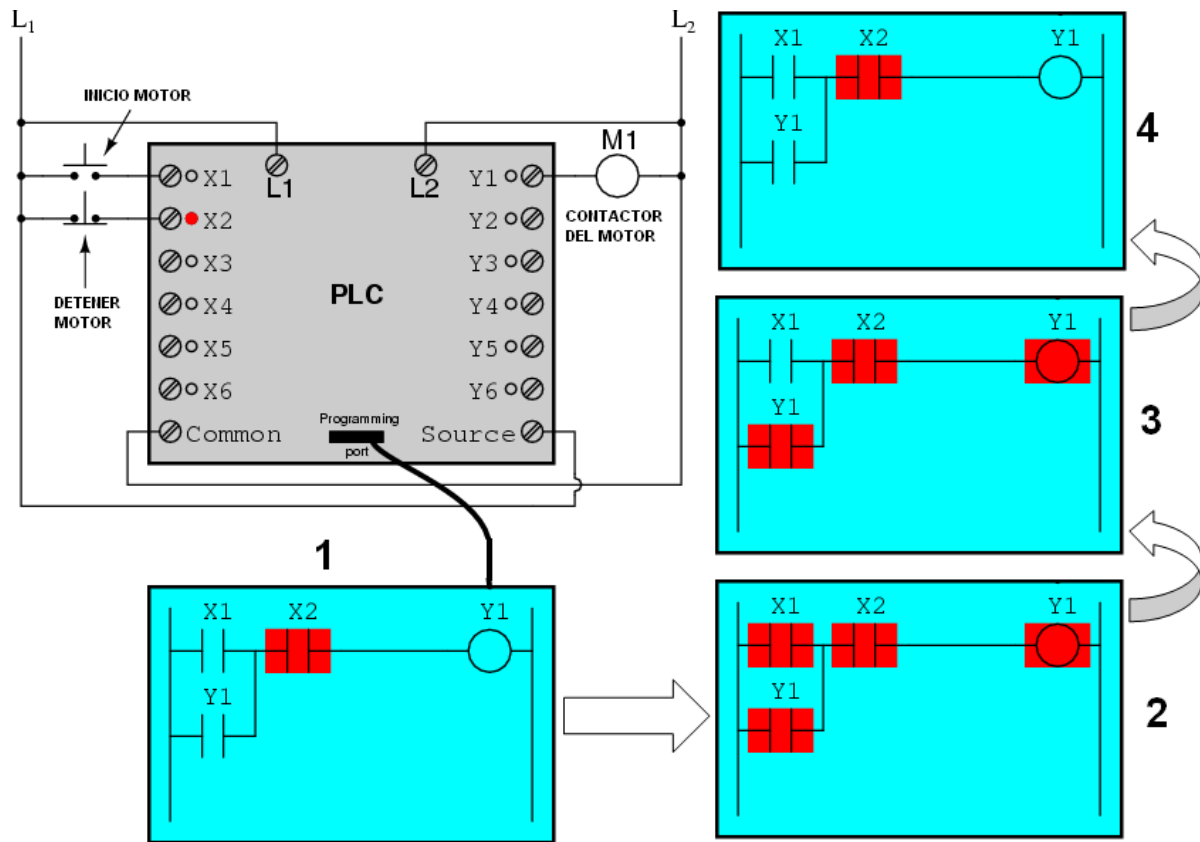 L1
L2
INICIO MOTOR
X1
L1
L2
Y1
M1
X2
Y2
CONTACTOR
DEL MOTOR
X3
Y3
DETENER
MOTOR
X4
PLC
Y4
X5
Y5
X6
Y6
Common
Programming
port
Source
1
X1 X2 Y1
Y1
X1 X2 Y1
Y1
2
X1 X2 Y1
Y1
3
X1 X2 Y1
Y1
4